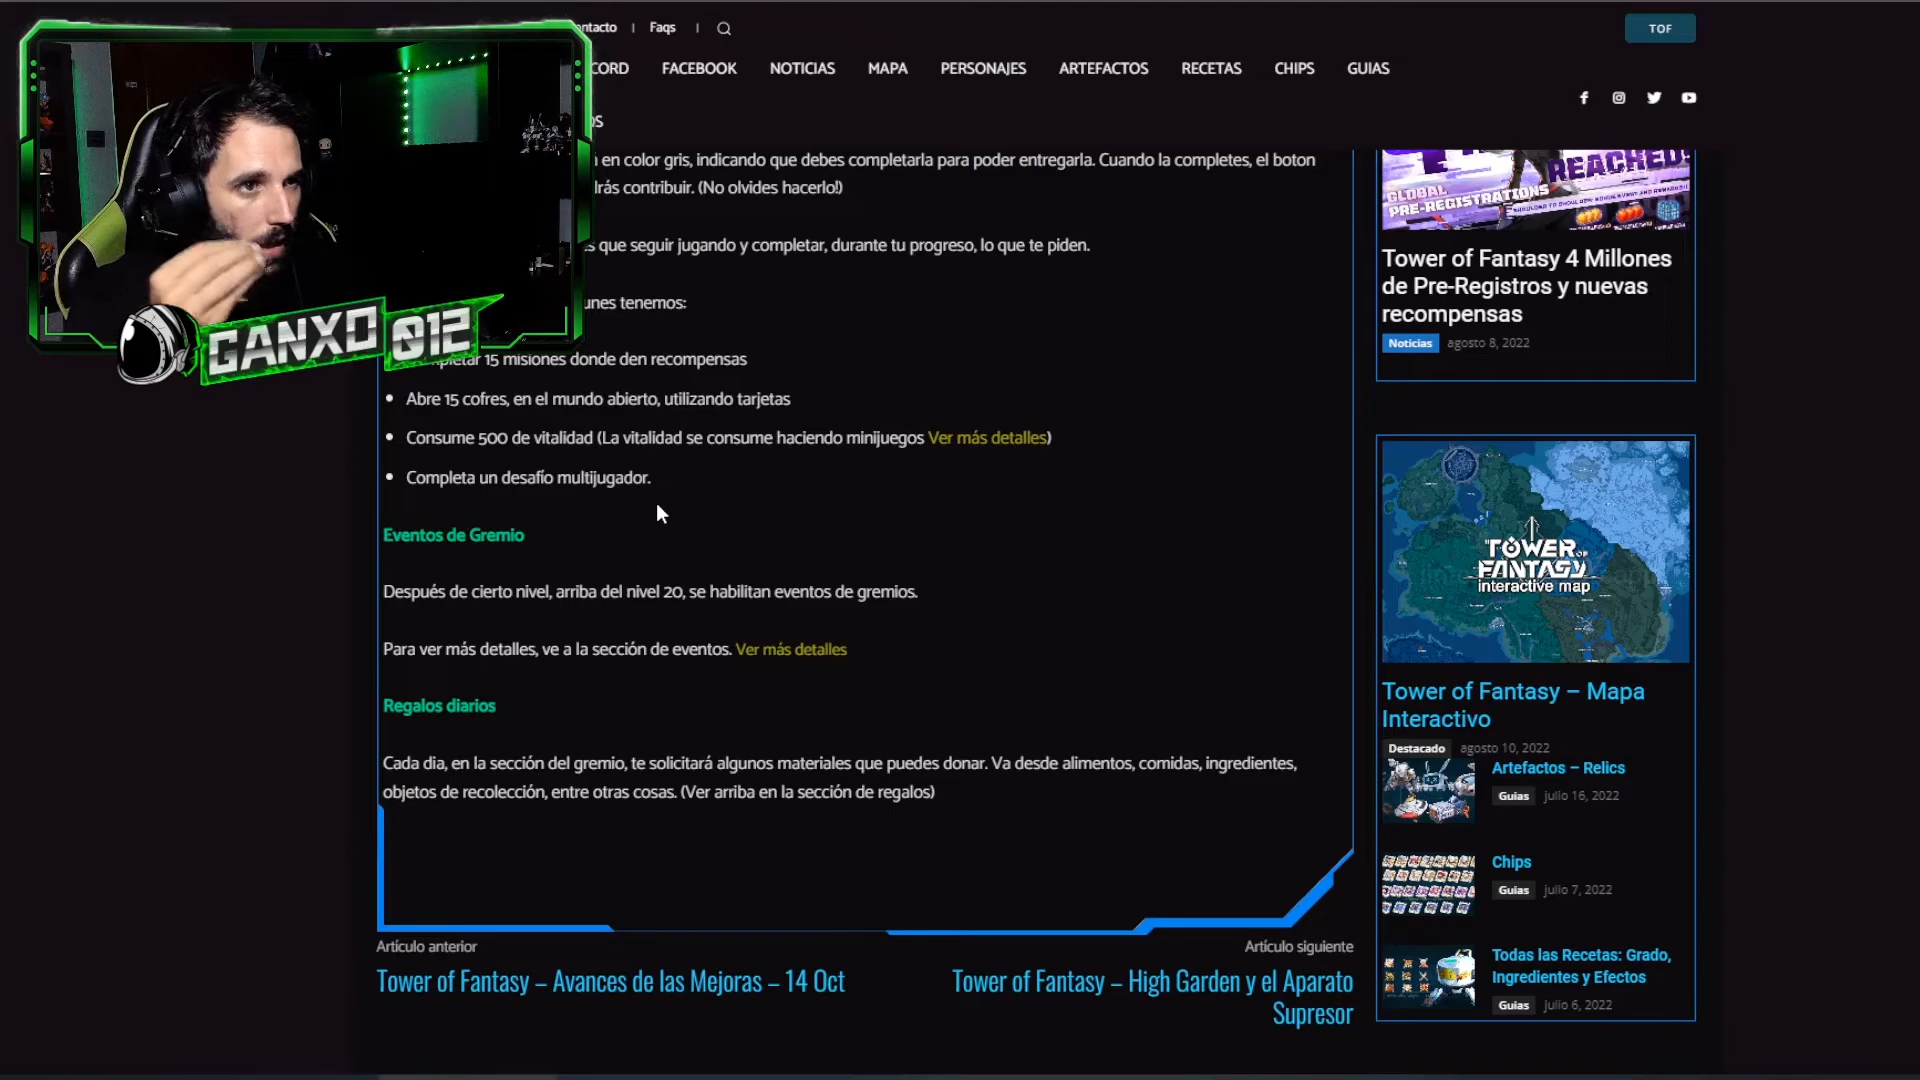 ontacto
Faqs
TOF
CORD
FACEBOOK
NOTICIAS
MAPA
PERSONAJES
ARTEFACTOS
RECETAS
CHIPS
GUIAS
OS
en color gris, indicando que debes completarla para poder entregarla. Cuando la completes, el boton
drás contribuir. (No olvides hacerlo!)
s que seguir jugando y completar, durante tu progreso, lo que te piden.
unes tenemos:
GANXO 012
mpletar 15 misiones donde den recompensas
Abre 15 cofres, en el mundo abierto, utilizando tarjetas
Consume 500 de vitalidad (La vitalidad se consume haciendo minijuegos Ver más detalles)
Completa un desafío multijugador.
Eventos de Gremio
Después de cierto nivel, arriba del nivel 20, se habilitan eventos de gremios.
Para ver más detalles, ve a la sección de eventos. Ver más detalles
Regalos diarios
Cada dia, en la sección del gremio, te solicitará algunos materiales que puedes donar. Va desde alimentos, comidas, ingredientes,
objetos de recolección, entre otras cosas. (Ver arriba en la sección de regalos)
Artículo anterior
Tower of Fantasy – Avances de las Mejoras – 14 Oct
Artículo siguiente
Tower of Fantasy – High Garden y el Aparato
Supresor
REACHED!
GLOBAL
PRE-REGISTRATIONS
Tower of Fantasy 4 Millones
de Pre-Registros y nuevas
recompensas
Noticias agosto 8, 2022
TOWER OF
FANTASY
interactive map
Tower of Fantasy – Mapa
Interactivo
Destacado agosto 10, 2022
Artefactos – Relics
Guias julio 16, 2022
Chips
Guias julio 7, 2022
Todas las Recetas: Grado,
Ingredientes y Efectos
Guias julio 6, 2022